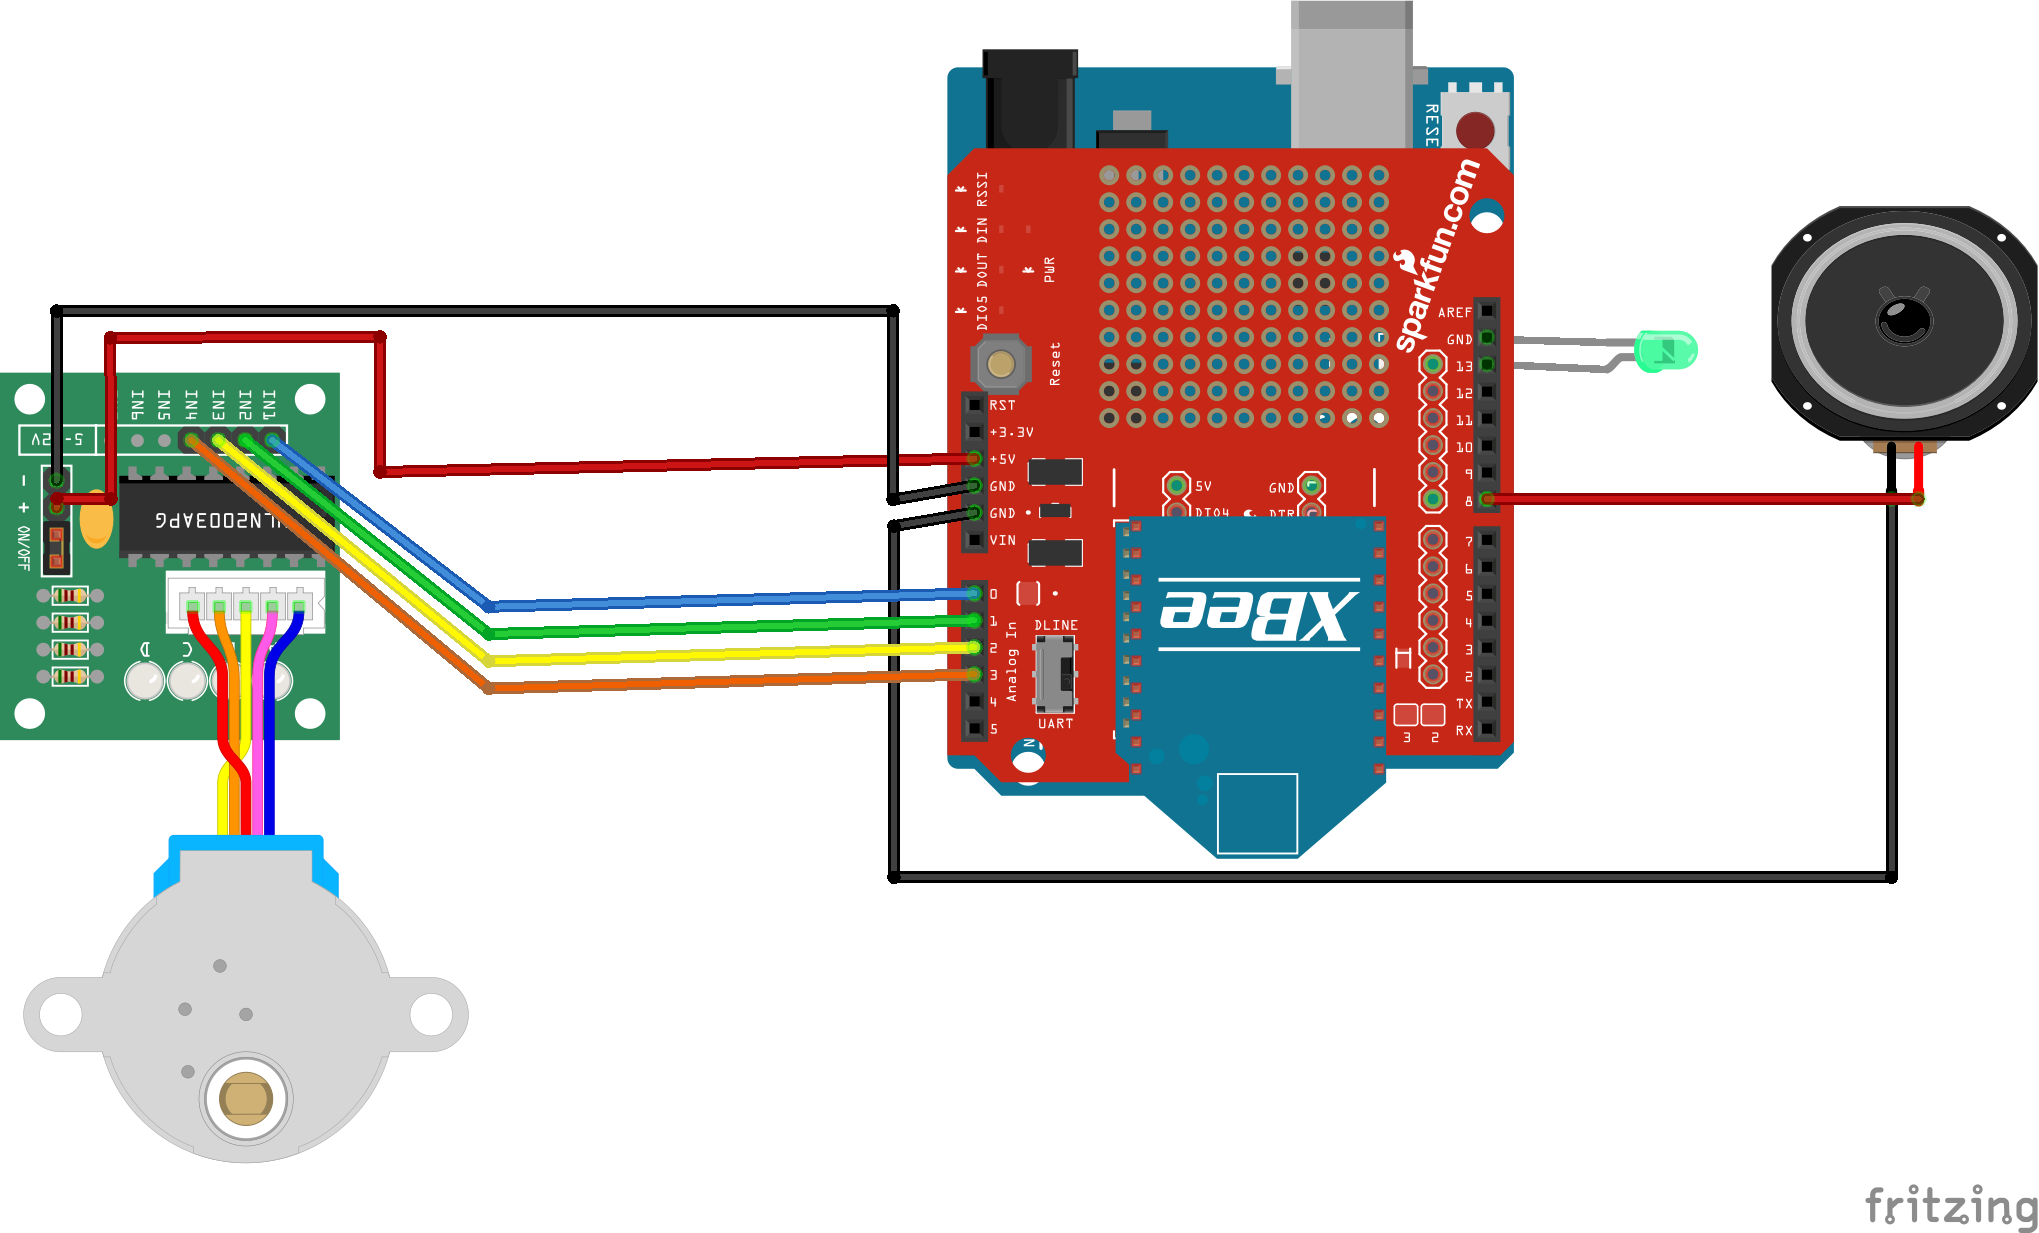 RESE
sparkfun.com
RSSI
DIN
DOUT
PWR
DIO5
Reset
AREF
GND
13
12
11
10
9
8
RST
+3.3V
+5V
GND
GND
VIN
5V
GND
DIO4
DTR
0
1
2
3
4
5
Analog In
DLINE
UART
XBee
7
6
5
4
3
2
TX
RX
3 2
IN6
IN5
IN4
IN3
IN2
IN1
5-12V
-
+
ON/OFF
ULN2003APG
D
C
fritzing